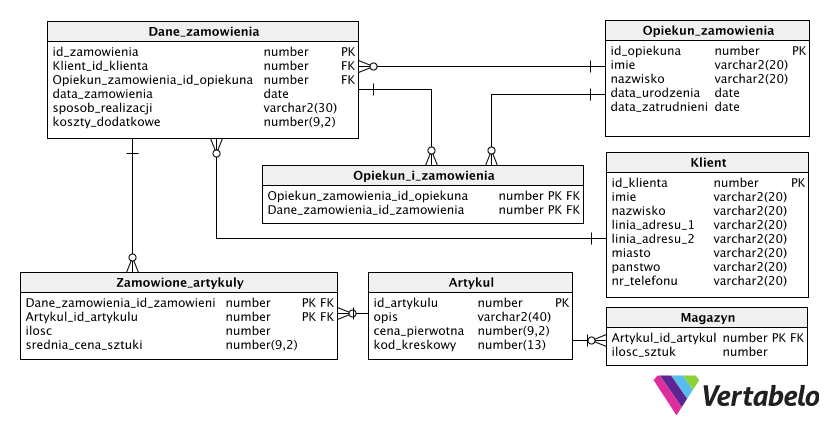 Dane_zamowienia
id_zamowienia number PK
Klient_id_klienta number FK
Opiekun_zamowienia_id_opiekuna number FK
data_zamowienia date
sposob_realizacji varchar2(30)
koszty_dodatkowe number(9,2)
Opiekun_zamowienia
id_opiekuna number PK
imie varchar2(20)
nazwisko varchar2(20)
data_urodzenia date
data_zatrudnieni date
Opiekun_i_zamowienia
Opiekun_zamowienia_id_opiekuna number PK FK
Dane_zamowienia_id_zamowienia number PK FK
Klient
id_klienta number PK
imie varchar2(20)
nazwisko varchar2(20)
linia_adresu_1 varchar2(20)
linia_adresu_2 varchar2(20)
miasto varchar2(20)
panstwo varchar2(20)
nr_telefonu varchar2(20)
Zamowione_artykuly
Dane_zamowienia_id_zamowieni number PK FK
Artykul_id_artykulu number PK FK
ilosc number
srednia_cena_sztuki number(9,2)
Artykul
id_artykulu number PK
opis varchar2(40)
cena_pierwotna number(9,2)
kod_kreskowy number(13)
Magazyn
Artykul_id_artykul number PK FK
ilosc_sztuk number
Vertabelo